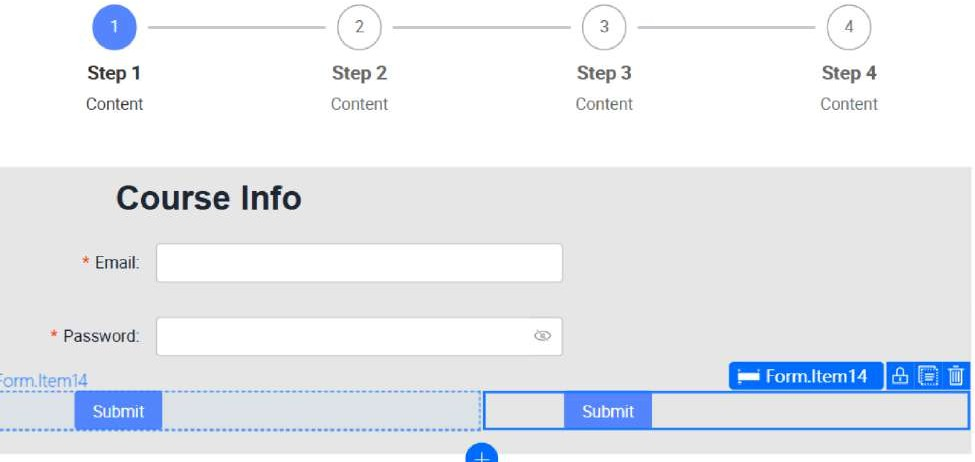 1 2 3 4
Step 1 Step 2 Step 3 Step 4
Content Content Content Content
Course Info
* Email:
* Password:
Form.Item14
Form.Item14
Submit Submit